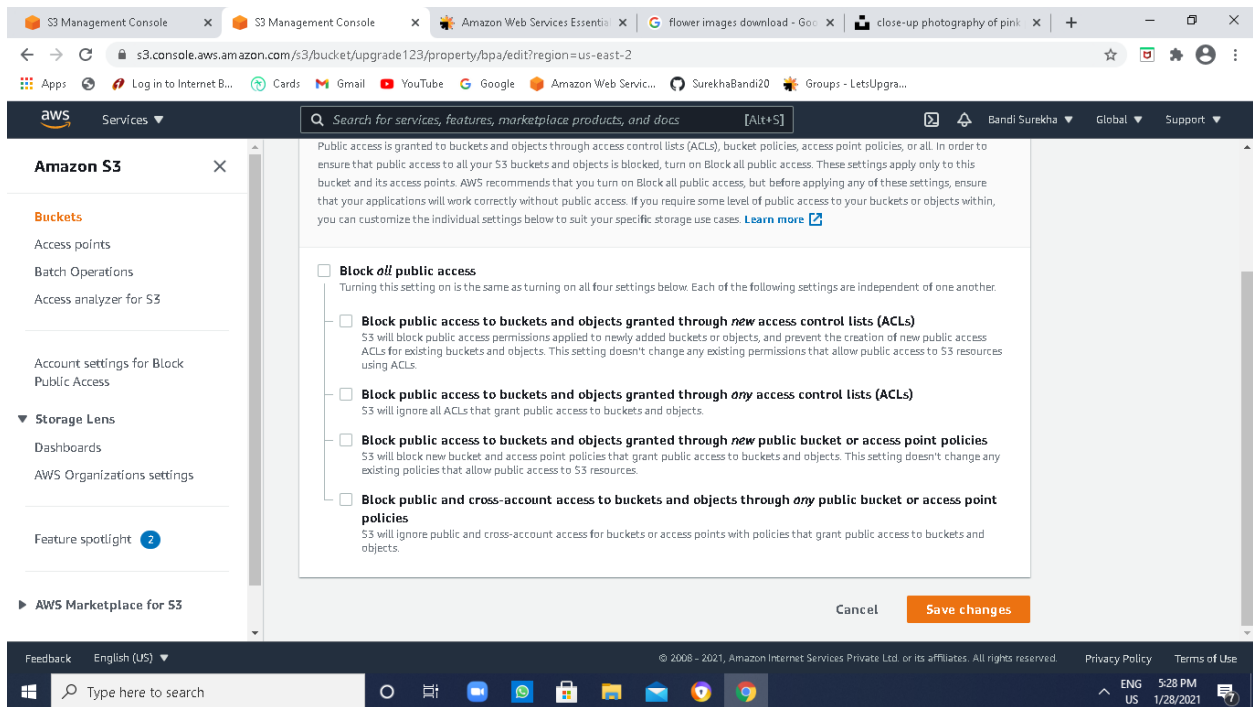 S3 Management Console
S3 Management Console
Amazon Web Services Essential
flower images download - Goo
close-up photography of pink
s3.console.aws.amazon.com/s3/bucket/upgrade123/property/bpa/edit?region=us-east-2
Apps
Log in to Internet B...
Cards
Gmail
YouTube
Google
Amazon Web Servic...
SurekhaBandi20
Groups - LetsUpgra...
aws
Services ▼
Search for services, features, marketplace products, and docs [Alt+S]
Bandi Surekha ▼
Global ▼
Support ▼
Amazon S3
Buckets
Access points
Batch Operations
Access analyzer for S3
Account settings for Block
Public Access
▼ Storage Lens
Dashboards
AWS Organizations settings
Feature spotlight 2
▶ AWS Marketplace for S3
Public access is granted to buckets and objects through access control lists (ACLs), bucket policies, access point policies, or all. In order to
ensure that public access to all your S3 buckets and objects is blocked, turn on Block all public access. These settings apply only to this
bucket and its access points. AWS recommends that you turn on Block all public access, but before applying any of these settings, ensure
that your applications will work correctly without public access. If you require some level of public access to your buckets or objects within,
you can customize the individual settings below to suit your specific storage use cases. Learn more
Block all public access
Turning this setting on is the same as turning on all four settings below. Each of the following settings are independent of one another.
Block public access to buckets and objects granted through new access control lists (ACLs)
S3 will block public access permissions applied to newly added buckets or objects, and prevent the creation of new public access
ACLs for existing buckets and objects. This setting doesn't change any existing permissions that allow public access to S3 resources
using ACLs.
Block public access to buckets and objects granted through any access control lists (ACLs)
S3 will ignore all ACLs that grant public access to buckets and objects.
Block public access to buckets and objects granted through new public bucket or access point policies
S3 will block new bucket and access point policies that grant public access to buckets and objects. This setting doesn't change any
existing policies that allow public access to S3 resources.
Block public and cross-account access to buckets and objects through any public bucket or access point
policies
S3 will ignore public and cross-account access for buckets or access points with policies that grant public access to buckets and
objects.
Cancel
Save changes
Feedback
English (US) ▼
© 2008 – 2021, Amazon Internet Services Private Ltd. or its affiliates. All rights reserved.
Privacy Policy
Terms of Use
Type here to search
ENG
US
5:28 PM
1/28/2021
7